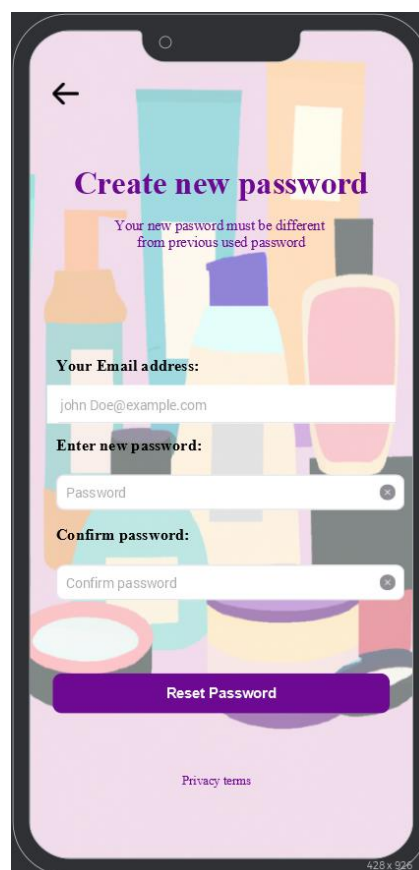 Create new password
Your new pasword must be different
from previous used password
Your Email address:
john Doe@example.com
Enter new password:
Password
Confirm password:
Confirm password
Reset Password
Privacy terms
428 x 926